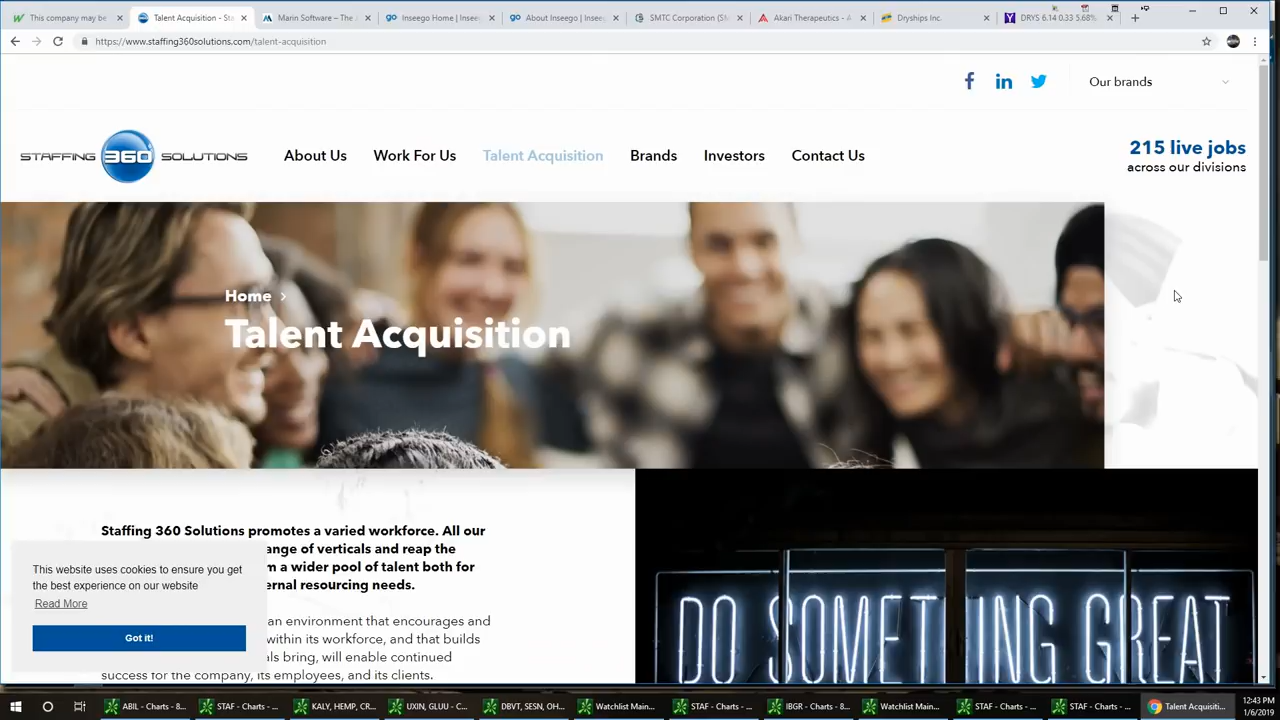 This company may be
Talent Acquisition - Sta
Marin Software – The
Inseego Home | Insee
About Inseego | Inseeg
SMTC Corporation (SM
Akari Therapeutics - A
Dryships Inc.
DRYS 6.14 0.33 5.68%
https://www.staffing360solutions.com/talent-acquisition
Our brands
STAFFING 360 SOLUTIONS
About Us
Work For Us
Talent Acquisition
Brands
Investors
Contact Us
215 live jobs
across our divisions
Home >
Talent Acquisition
Staffing 360 Solutions promotes a varied workforce. All our
ange of verticals and reap the
m a wider pool of talent both for
ernal resourcing needs.
an environment that encourages and
within its workforce, and that builds
als bring, will enable continued
success for the company, its employees, and its clients.
This website uses cookies to ensure you get
the best experience on our website
Read More
Got it!
DO SOMETHING GREAT
ABIL - Charts - 8...
STAF - Charts - ...
KALY, HEMP, CR...
UXIN, GLUU - C...
DBVT, SESN, OH...
Watchlist Main...
STAF - Charts - ...
IBGR - Charts - 8...
Watchlist Main...
STAF - Charts - ...
STAF - Charts - ...
Talent Acquisiti...
12:43 PM
1/6/2019